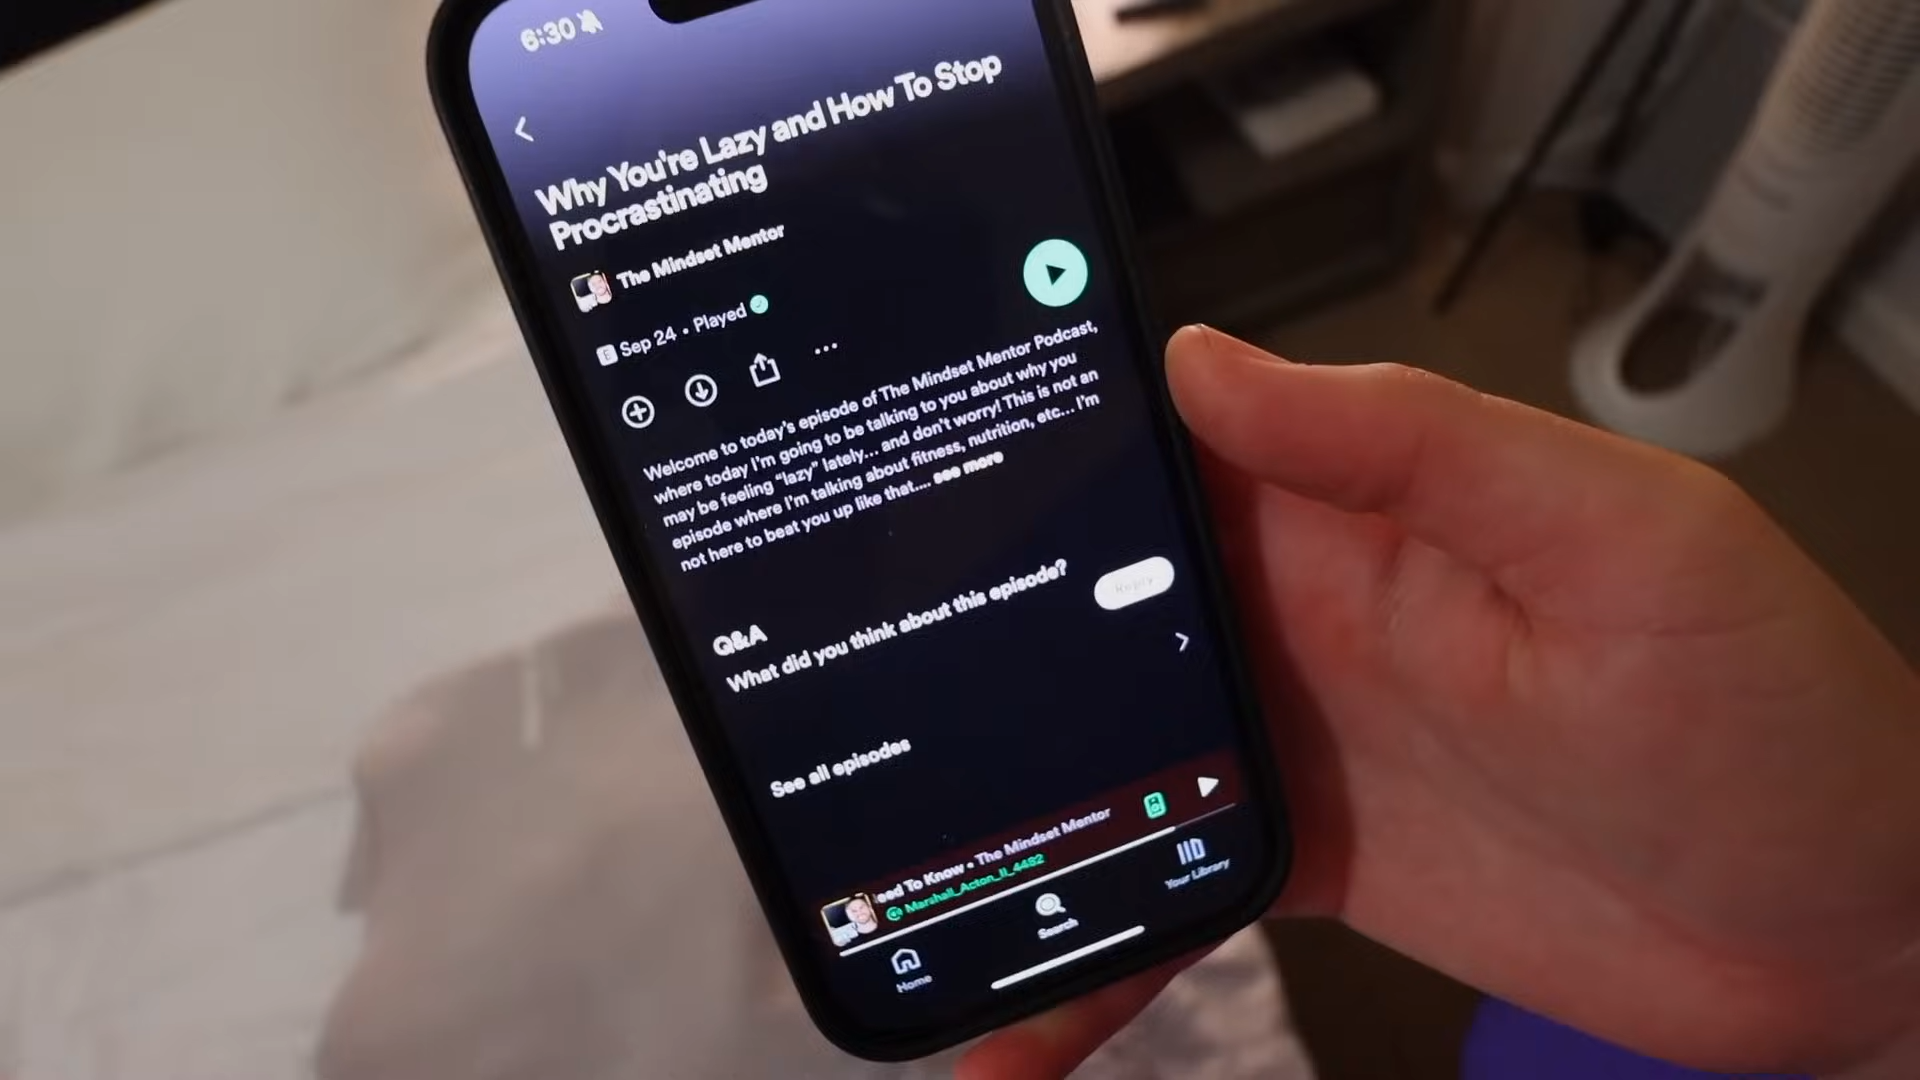 6:30
Why You're Lazy and How To Stop
Procrastinating
The Mindset Mentor
E Sep 24 • Played
Welcome to today's episode of The Mindset Mentor Podcast,
where today I'm going to be talking to you about why you
may be feeling “lazy” lately... and don't worry! This is not an
episode where I'm talking about fitness, nutrition, etc... I'm
not here to beat you up like that.... see more
Q&A
What did you think about this episode?
Reply
See all episodes
eed To Know • The Mindset Mentor
Marshall_Acton_II_4482
Home
Search
Your Library